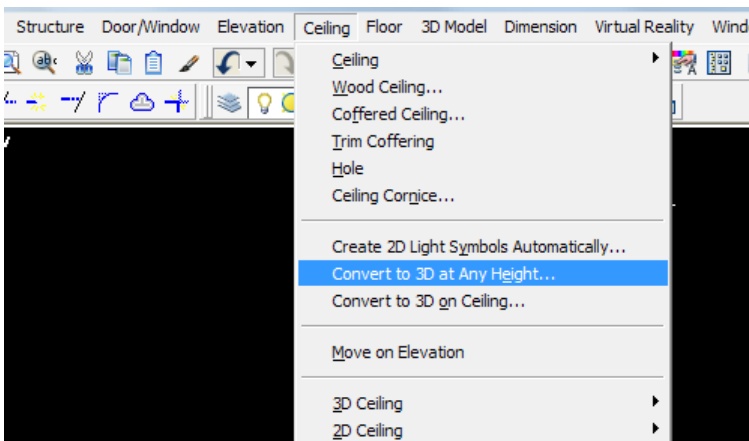 Structure Door/Window Elevation Ceiling Floor 3D Model Dimension Virtual Reality Wind
Ceiling
Wood Ceiling...
Coffered Ceiling...
Trim Coffering
Hole
Ceiling Cornice...
Create 2D Light Symbols Automatically...
Convert to 3D at Any Height...
Convert to 3D on Ceiling...
Move on Elevation
3D Ceiling
2D Ceiling